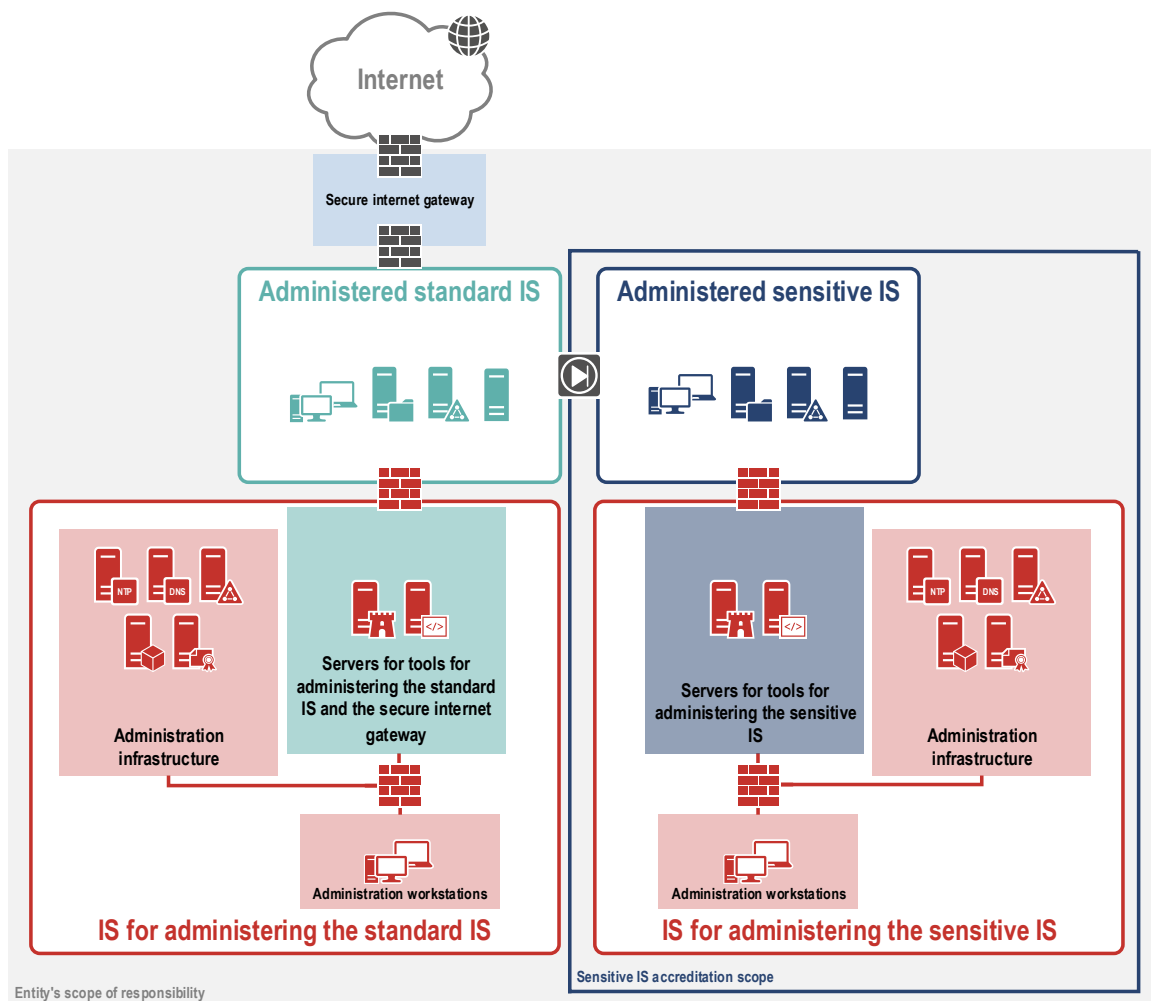 Internet
Secure internet gateway
Administered standard IS
Administered sensitive IS
NTP
DNS
</>
Servers for tools for
administering the standard
IS and the secure internet
gateway
Administration
infrastructure
Administration workstations
IS for administering the standard IS
</>
Servers for tools for
administering the sensitive
IS
NTP
DNS
Administration
infrastructure
Administration workstations
IS for administering the sensitive IS
Sensitive IS accreditation scope
Entity's scope of responsibility